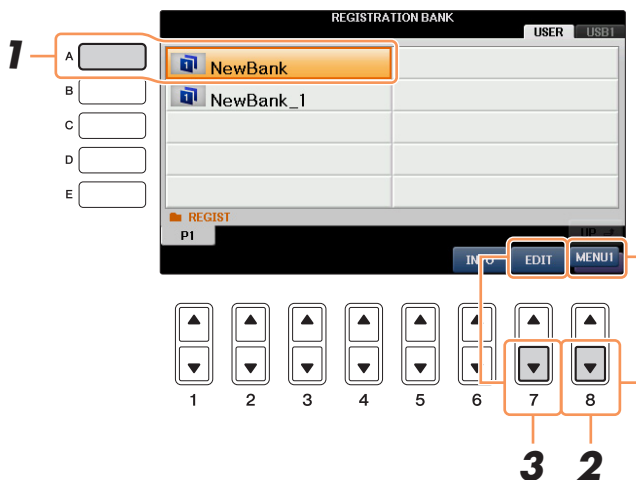 REGISTRATION BANK
USER USB1
1
A
NewBank
B
NewBank_1
C
D
E
REGIST
P1
UP
INFO EDIT MENU1
1 2 3 4 5 6 7 8
3 2